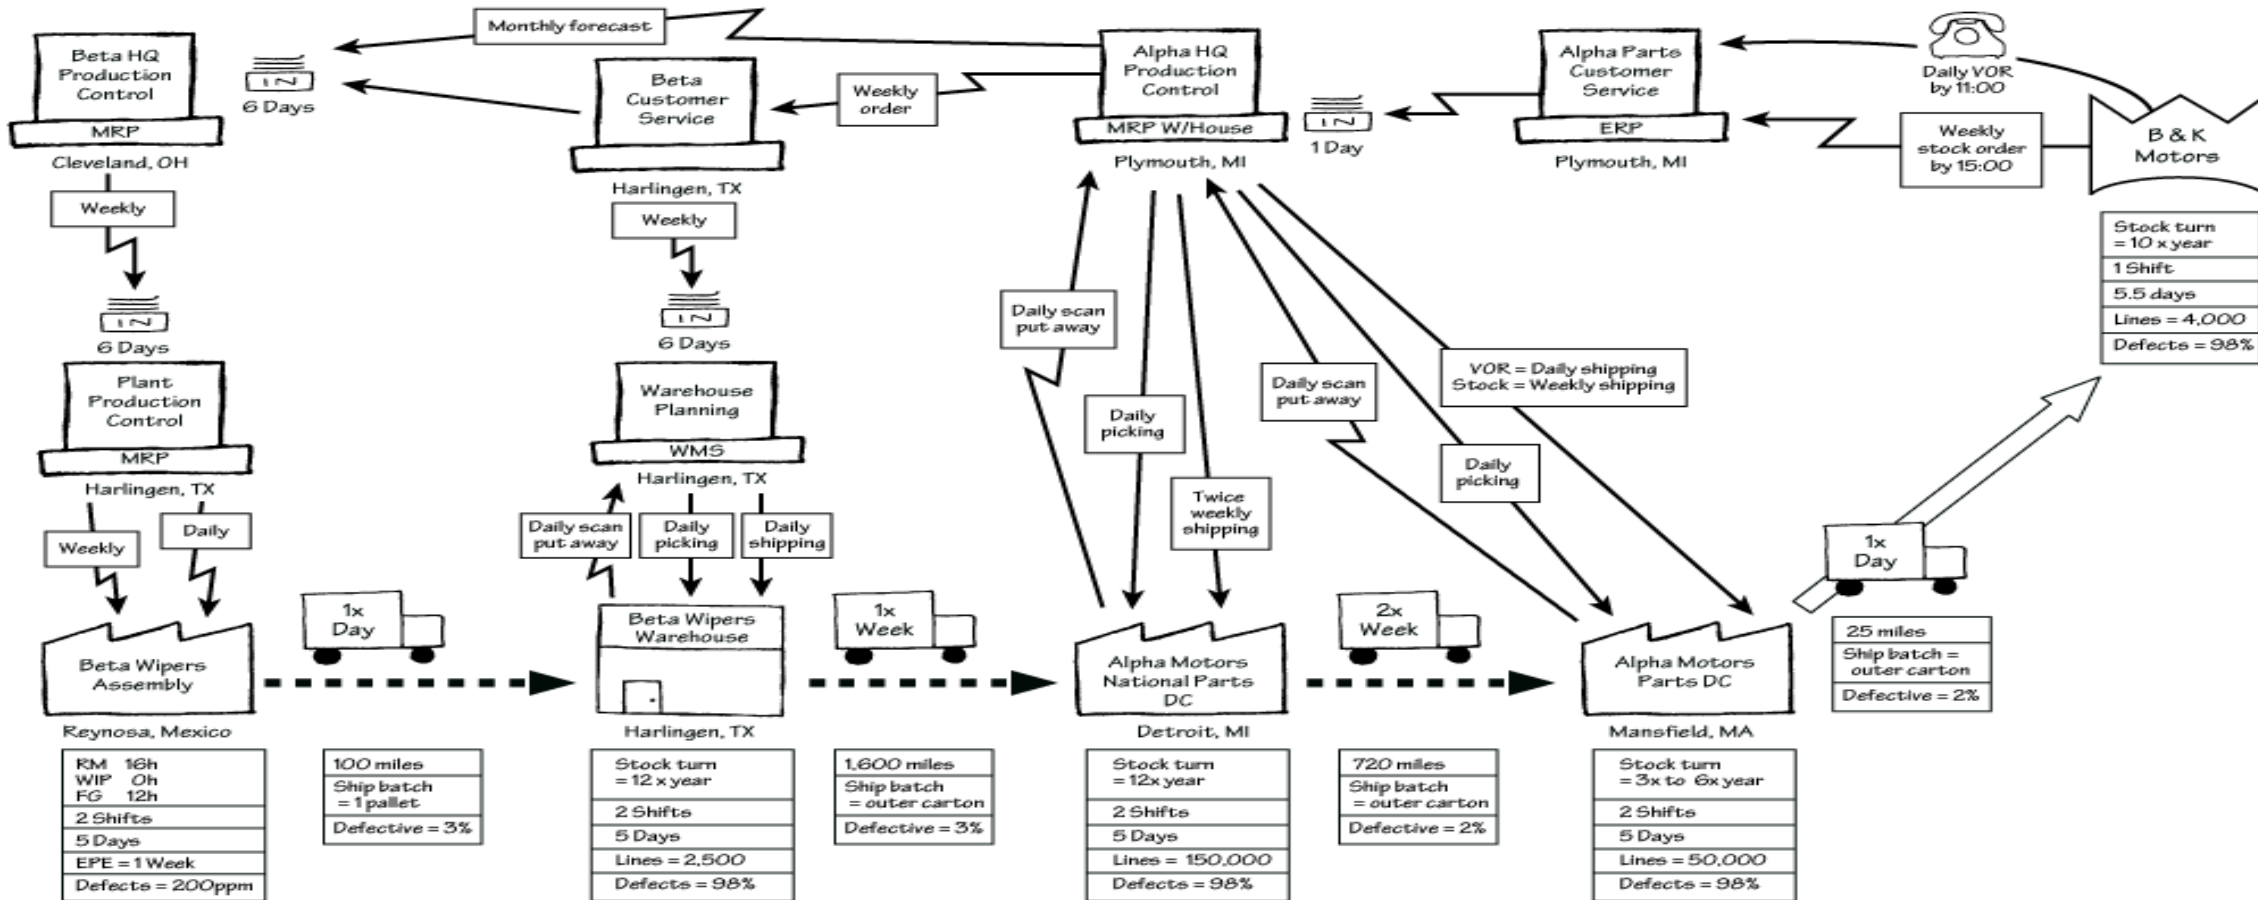 Monthly forecast
Beta HQ
Production
Control
MRP
Cleveland, OH
IN
6 Days
Beta
Customer
Service
Harlingen, TX
Weekly
order
Alpha HQ
Production
Control
MRP W/House
Plymouth, MI
IN
1 Day
Alpha Parts
Customer
Service
ERP
Plymouth, MI
Daily VOR
by 11:00
Weekly
stock order
by 15:00
B & K
Motors
Stock turn
= 10 x year
1 Shift
5.5 days
Lines = 4,000
Defects = 98%
Weekly
IN
6 Days
Plant
Production
Control
MRP
Harlingen, TX
Weekly
Daily
Weekly
IN
6 Days
Warehouse
Planning
WMS
Harlingen, TX
Daily scan
put away
Daily
picking
Daily
shipping
Daily scan
put away
Daily
picking
Twice
weekly
shipping
Daily scan
put away
Daily
picking
VOR = Daily shipping
Stock = Weekly shipping
Beta Wipers
Assembly
Reynosa, Mexico
RM 16h
WIP 0h
FG 12h
2 Shifts
5 Days
EPE = 1 Week
Defects = 200ppm
1x
Day
100 miles
Ship batch
= 1 pallet
Defective = 3%
Beta Wipers
Warehouse
Harlingen, TX
Stock turn
= 12 x year
2 Shifts
5 Days
Lines = 2,500
Defects = 98%
1x
Week
1,600 miles
Ship batch
= outer carton
Defective = 3%
Alpha Motors
National Parts
DC
Detroit, MI
Stock turn
= 12x year
2 Shifts
5 Days
Lines = 150,000
Defects = 98%
2x
Week
720 miles
Ship batch
= outer carton
Defective = 2%
Alpha Motors
Parts DC
Mansfield, MA
Stock turn
= 3x to 6x year
2 Shifts
5 Days
Lines = 50,000
Defects = 98%
1x
Day
25 miles
Ship batch =
outer carton
Defective = 2%